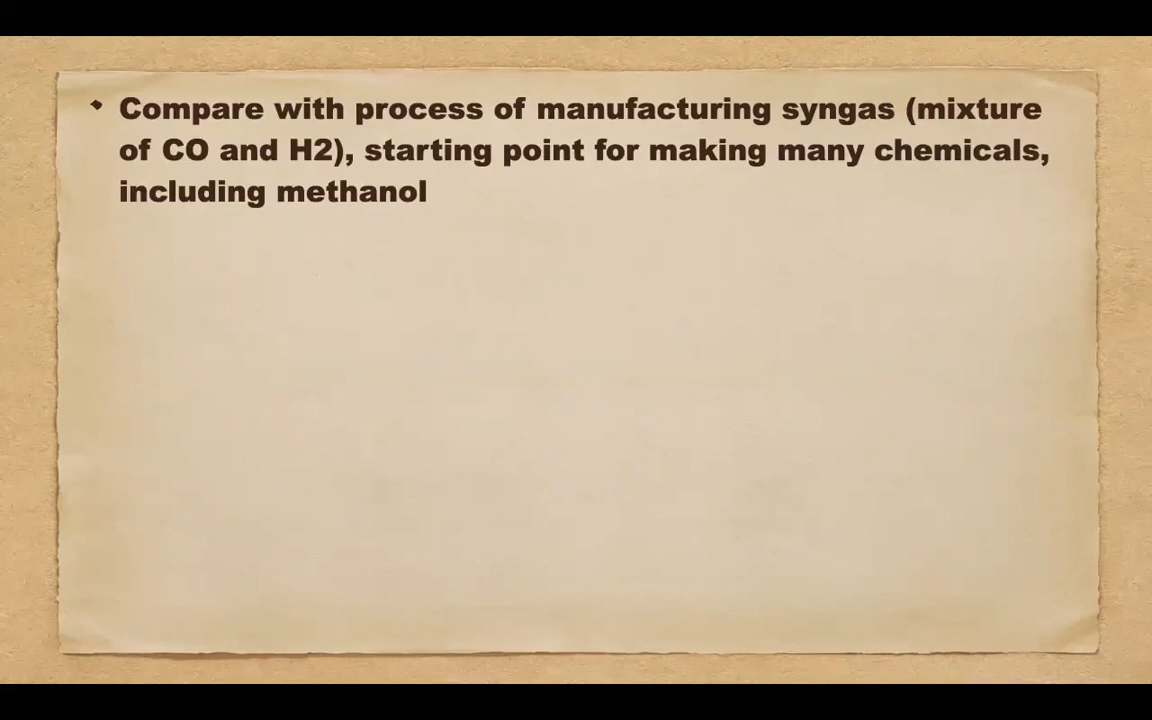 Compare with process of manufacturing syngas (mixture
of CO and H2), starting point for making many chemicals,
including methanol